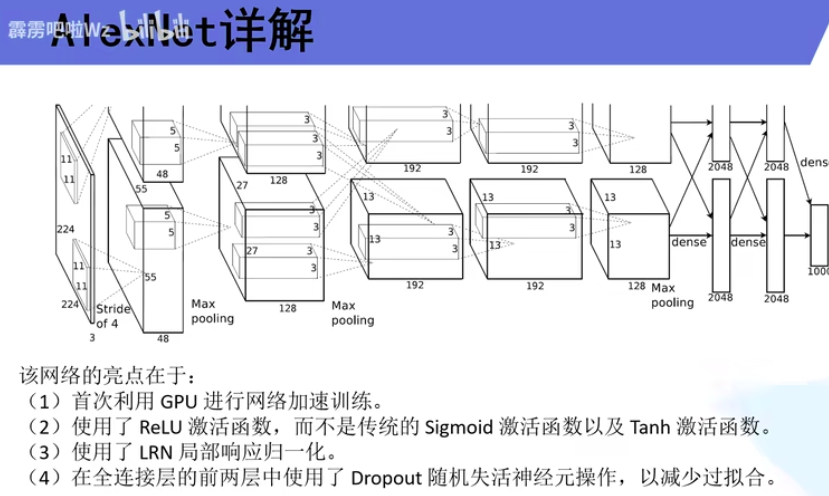 霹雳吧啦Wz bilibili
AlexNet详解
5
5
48
3
3
3
128
3
3
192
3
3
192
128
2048
2048
dens
11
11
224
55
27
13
13
13
5
5
3
3
27
3
3
13
3
3
13
3
3
13
dense
dense
55
11
11
224
3
Stride
of 4
48
Max
pooling
128
Max
pooling
192
192
128
Max
pooling
2048
2048
1000
该网络的亮点在于:
(1)首次利用 GPU 进行网络加速训练。
(2)使用了 ReLU 激活函数,而不是传统的 Sigmoid 激活函数以及 Tanh 激活函数。
(3)使用了 LRN 局部响应归一化。
(4)在全连接层的前两层中使用了 Dropout 随机失活神经元操作,以减少过拟合。